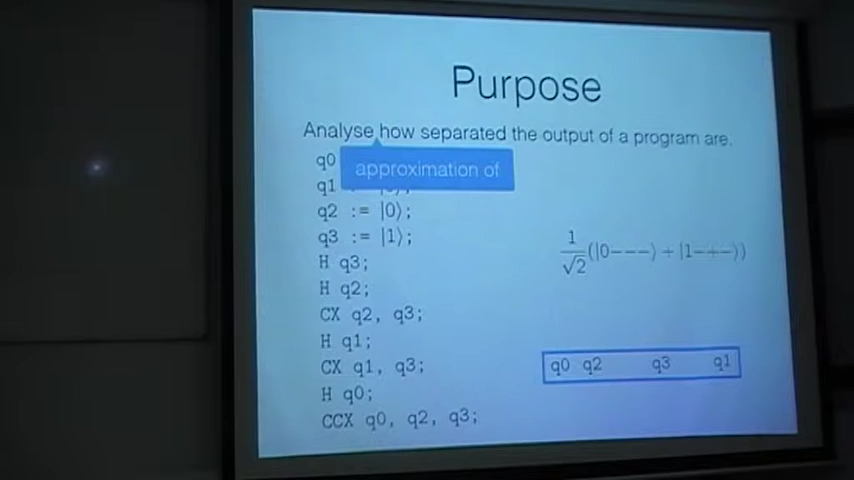 Purpose
Analyse how separated the output of a program are.
approximation of
q0
q1
q2 := |0⟩;
q3 := |1⟩;
H q3;
H q2;
CX q2, q3;
H q1;
CX q1, q3;
H q0;
CCX q0, q2, q3;
1/√2(|0−−−⟩ + |1−+−⟩)
q0 q2 q3 q1